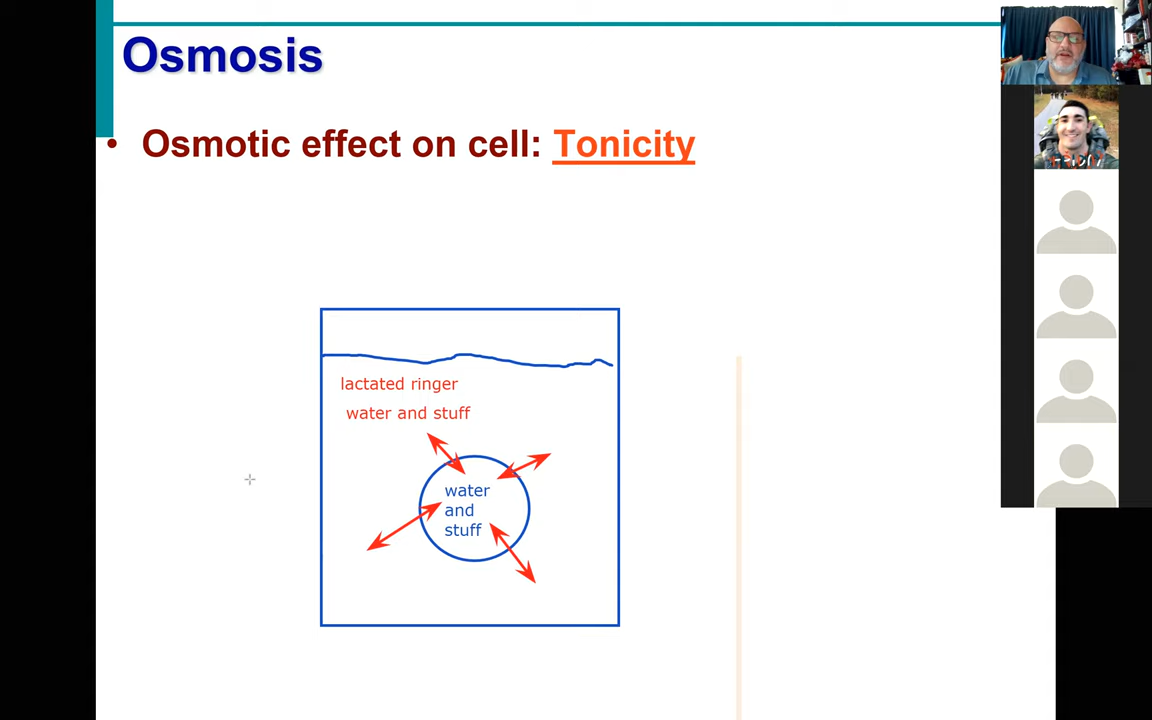 Osmosis
• Osmotic effect on cell: Tonicity
lactated ringer
water and stuff
water
and
stuff